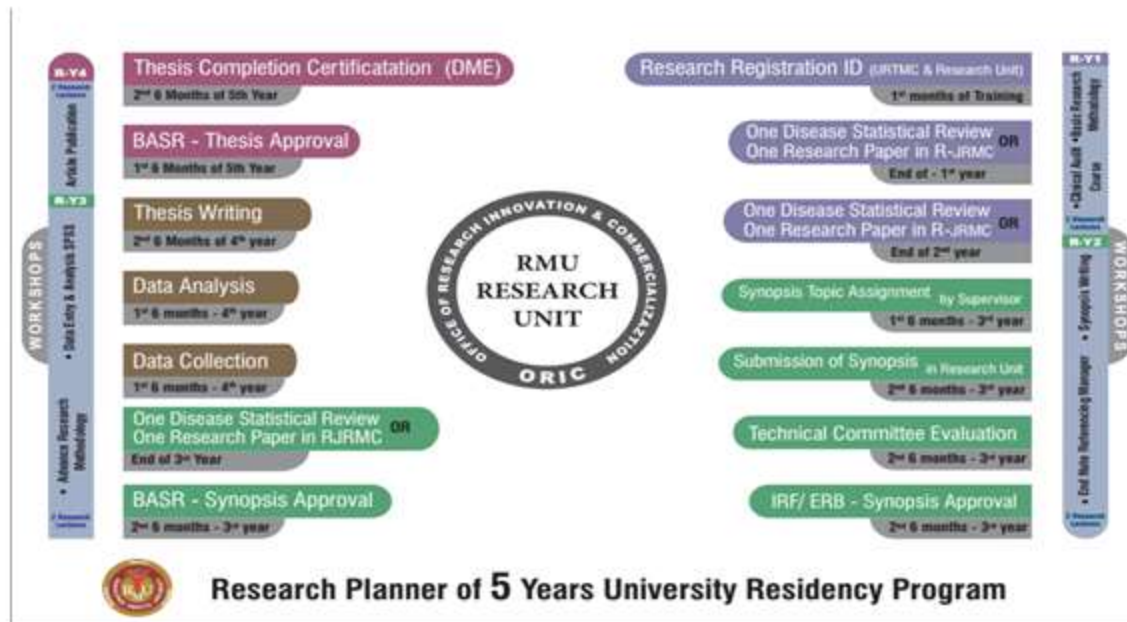 R-Y4
Thesis Completion Certificatation (DME)
2nd 6 Months of 5th Year
BASR - Thesis Approval
1st 6 Months of 5th Year
Thesis Writing
2nd 6 Months of 4th year
Data Analysis
1st 6 months - 4th year
Data Collection
1st 6 months - 4th year
One Disease Statistical Review
One Research Paper in RJRMC OR
End of 3rd Year
BASR - Synopsis Approval
2nd 6 months - 3rd year
Article Publication
R-Y3
• Data Entry & Analysis SPSS
• Advance Research
Methodology
2 Research
Lectures
WORKSHOPS
OFFICE OF RESEARCH INNOVATION & COMMERCIALIZTION
RMU
RESEARCH
UNIT
ORIC
Research Registration ID (URTMC & Research Unit)
1st months of Training
One Disease Statistical Review
One Research Paper in R-JRMC OR
End of - 1st year
One Disease Statistical Review
One Research Paper in R-JRMC OR
End of 2nd year
Synopsis Topic Assignment by Supervisor
1st 6 months - 3rd year
Submission of Synopsis in Research Unit
2nd 6 months - 3rd year
Technical Committee Evaluation
2nd 6 months - 3rd year
IRF/ ERB - Synopsis Approval
2nd 6 months - 3rd year
R-Y1
• Basic Research
Methodology
• Clinical Audit
Course
R-Y2
• Synopsis Writing
• End Note Referencing Manager
2 Research
Lectures
WORKSHOPS
Research Planner of 5 Years University Residency Program